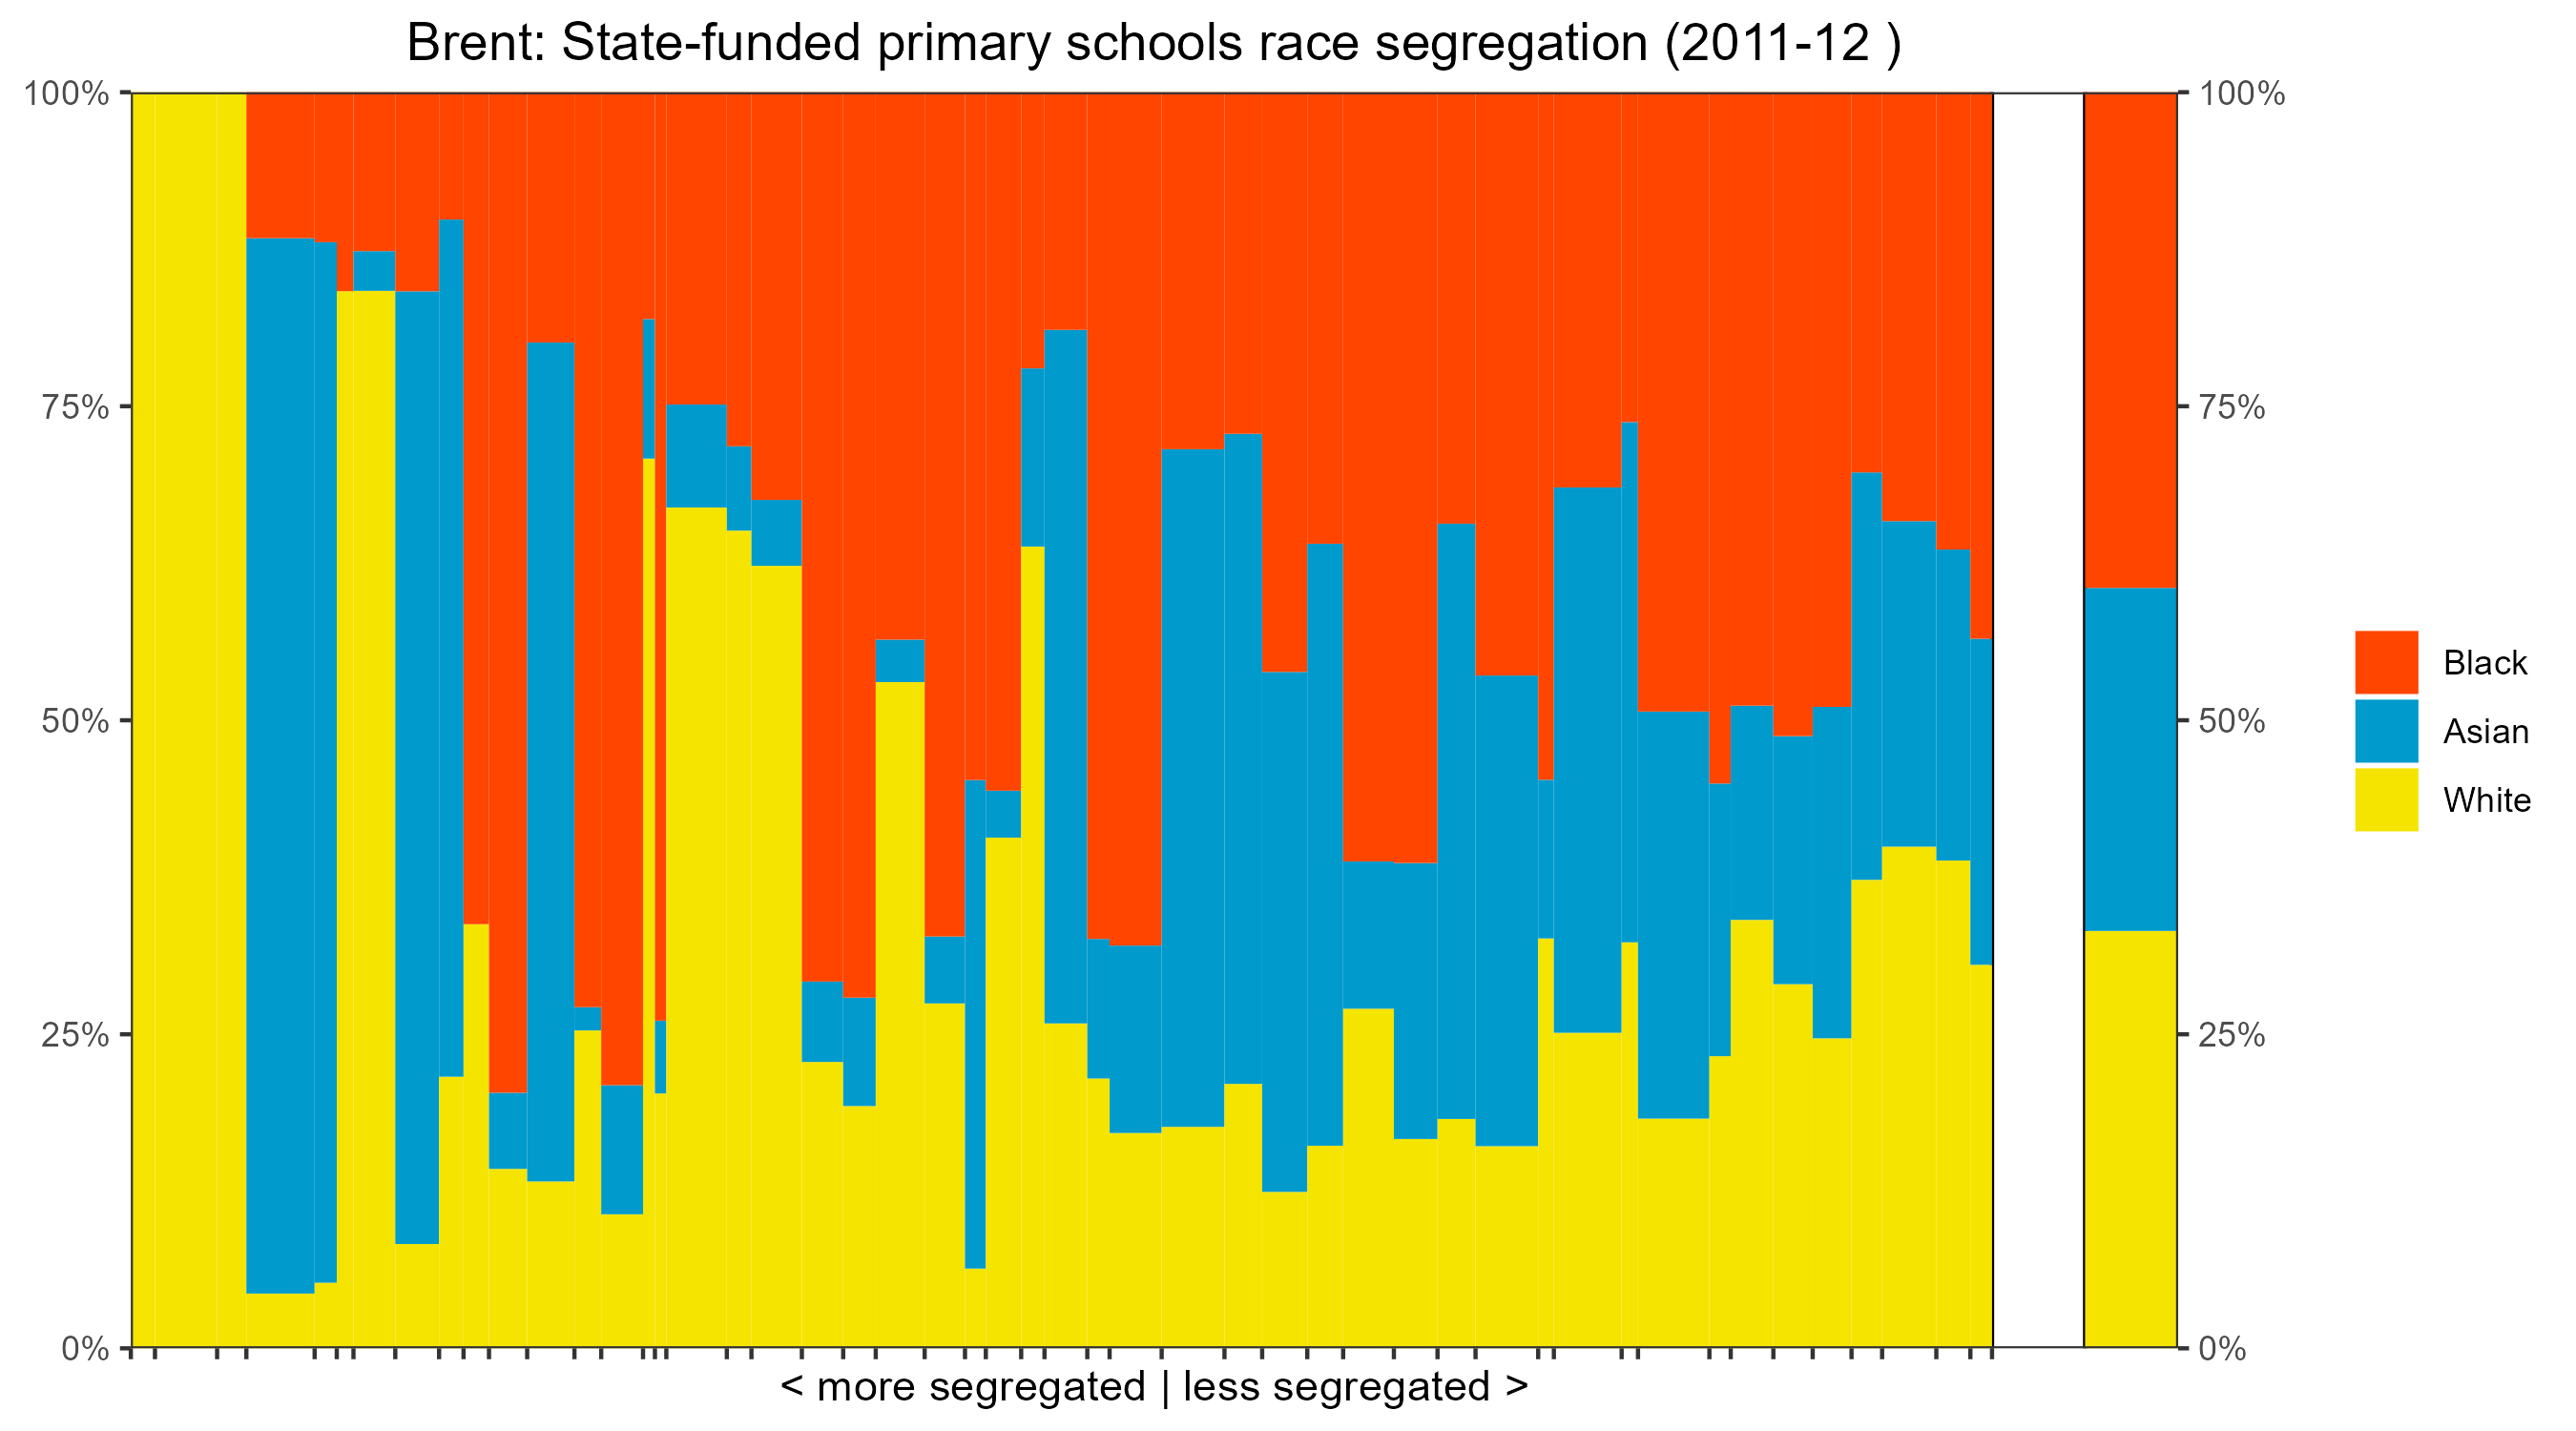 Brent: State-funded primary schools race segregation (2011-12 )
100%
75%
50%
25%
0%
100%
75%
50%
25%
0%
< more segregated | less segregated >
Black
Asian
White